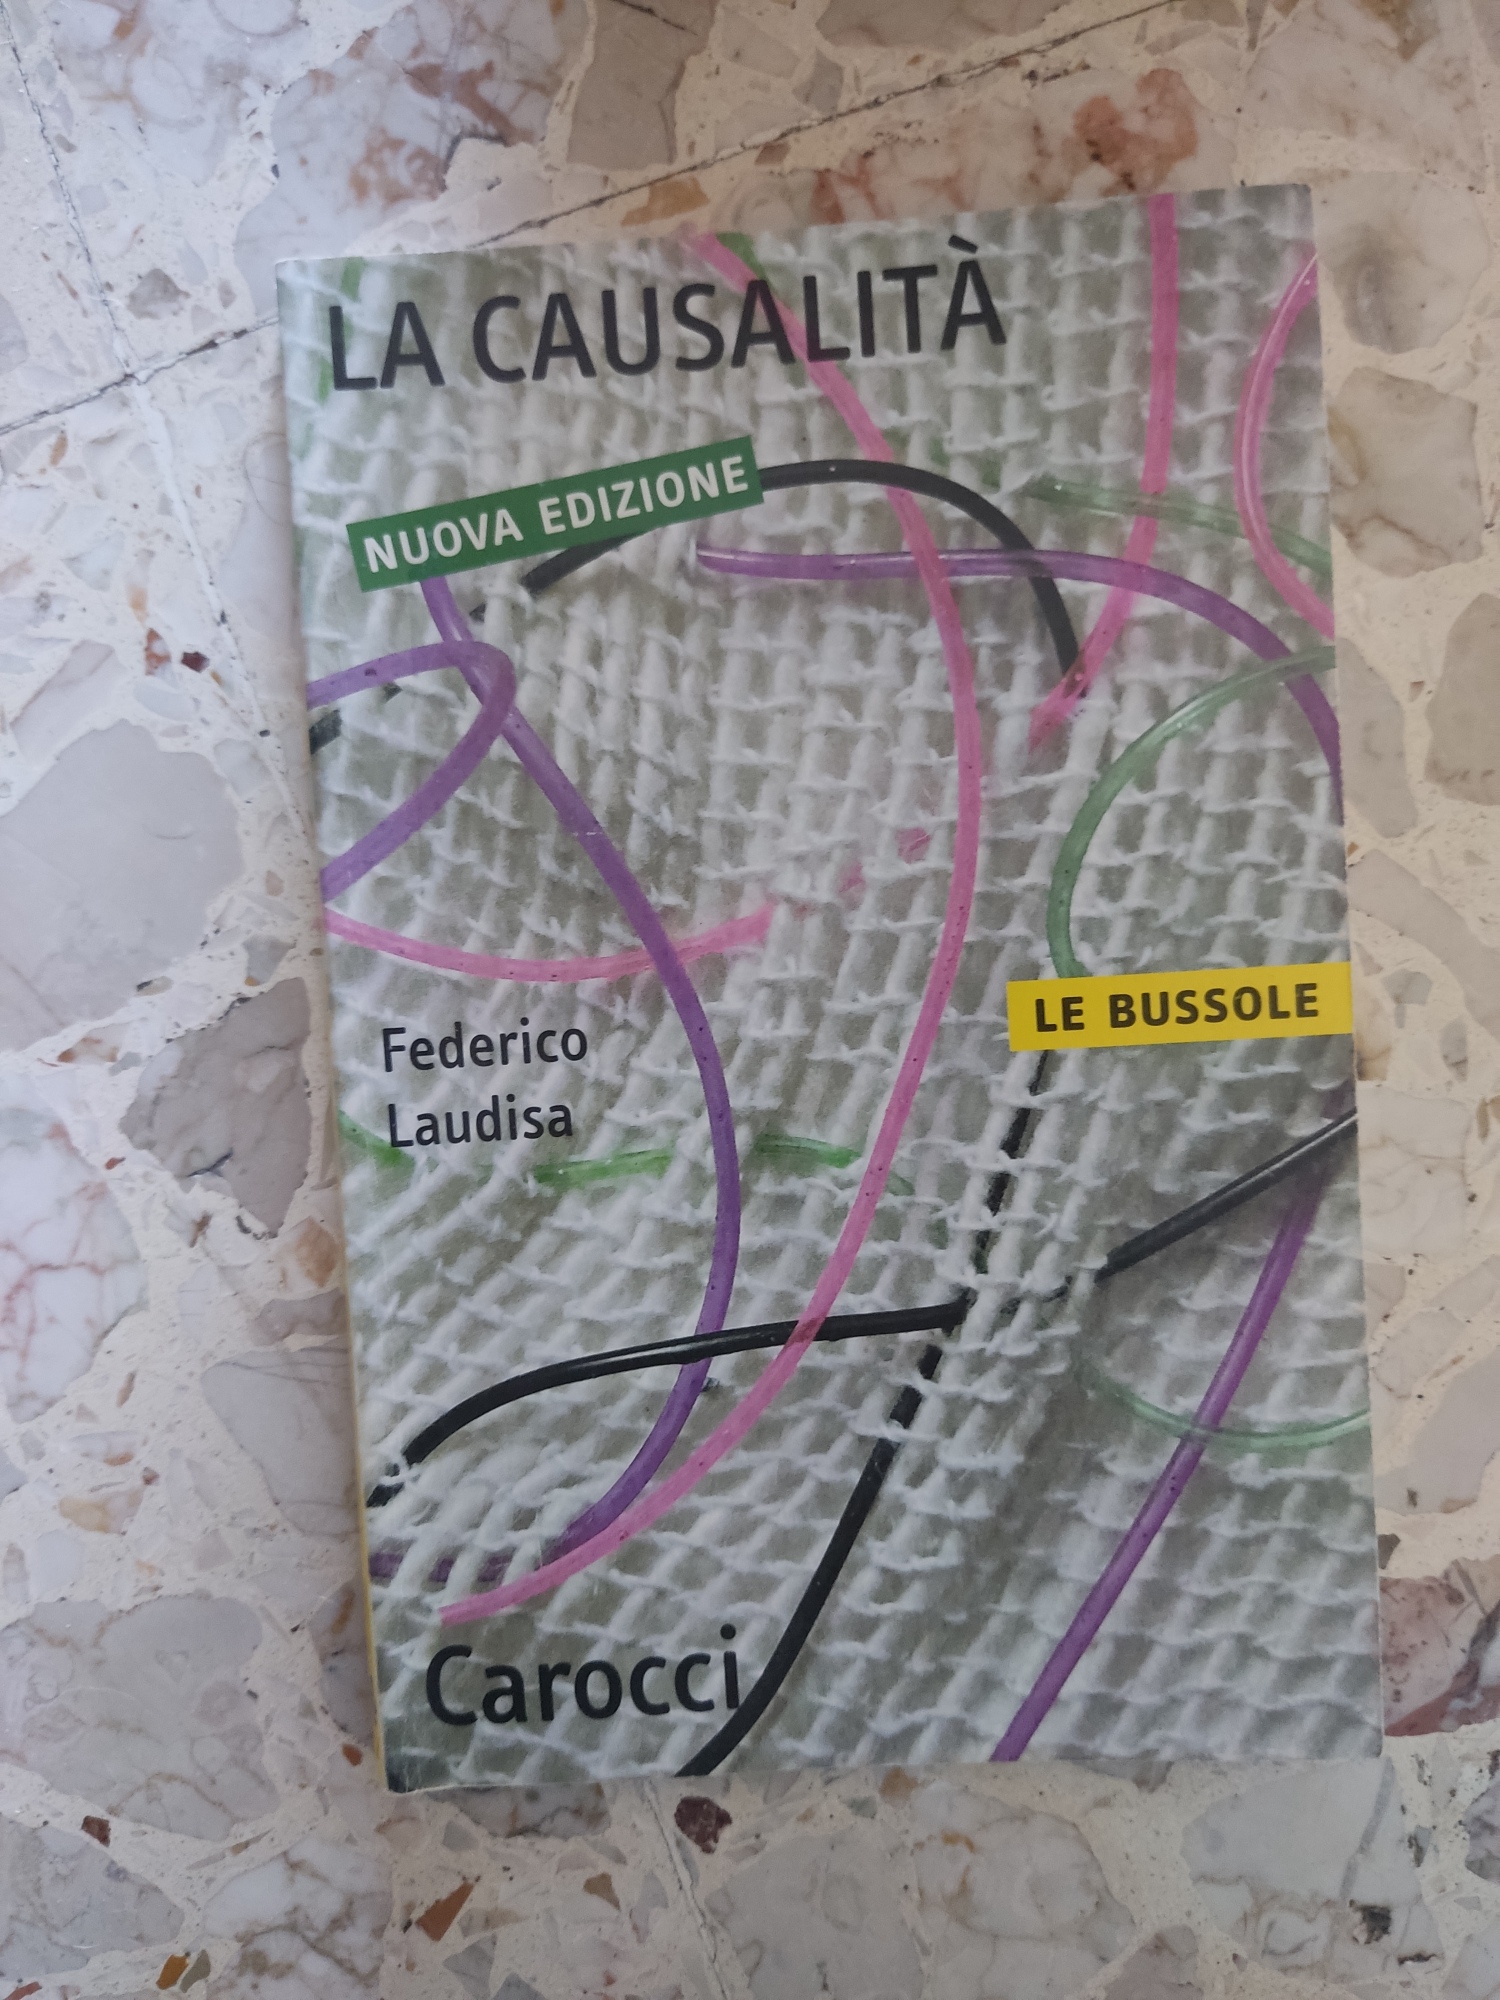 LA CAUSALITÀ
NUOVA EDIZIONE
LE BUSSOLE
Federico
Laudisa
Carocci